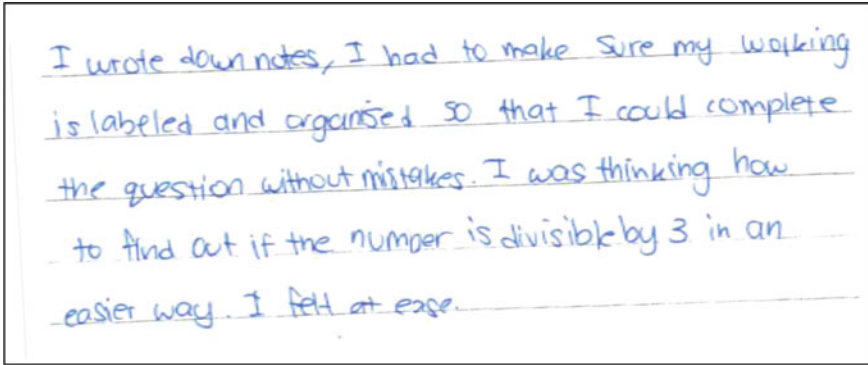 I wrote down notes, I had to make sure my working
is labeled and organised so that I could complete
the question without mistakes. I was thinking how
to find out if the number is divisible by 3 in an
easier way. I felt at ease.